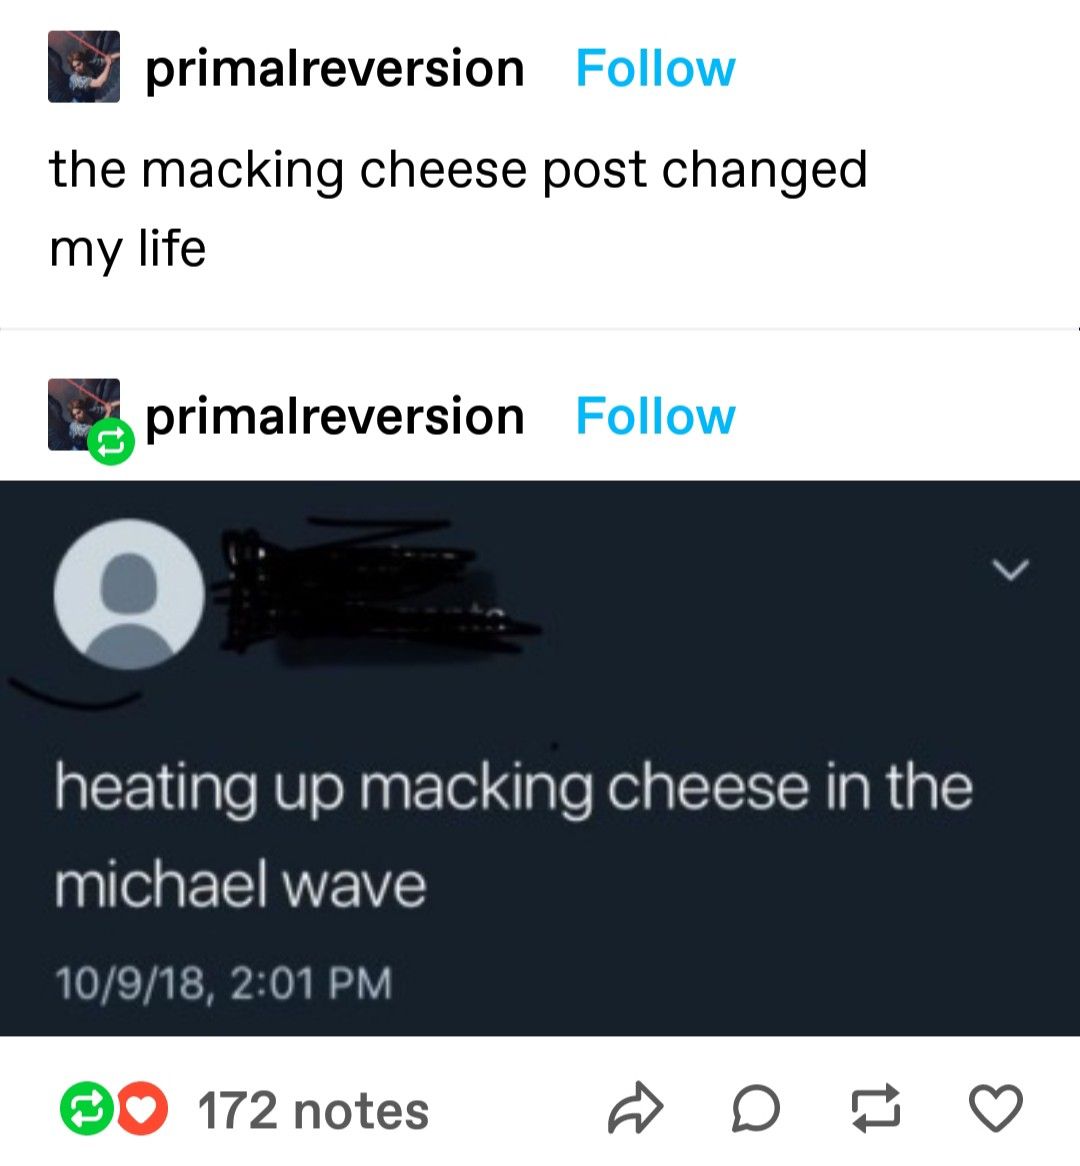 primalreversion Follow
the macking cheese post changed
my life
primalreversion Follow
heating up macking cheese in the
michael wave
10/9/18, 2:01 PM
172 notes